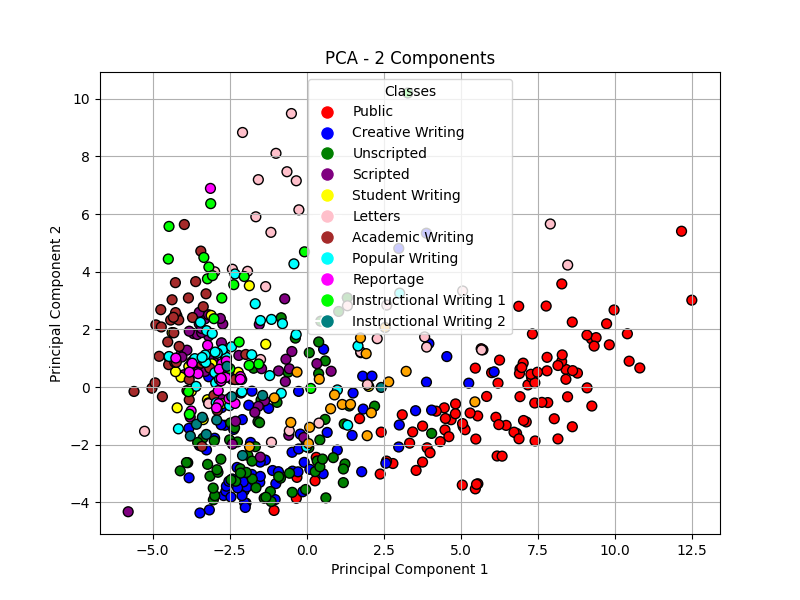 PCA - 2 Components
Classes
Public
Creative Writing
Unscripted
Scripted
Student Writing
Letters
Academic Writing
Popular Writing
Reportage
Instructional Writing 1
Instructional Writing 2
Principal Component 2
10
8
6
4
2
0
−2
−4
−5.0 −2.5 0.0 2.5 5.0 7.5 10.0 12.5
Principal Component 1